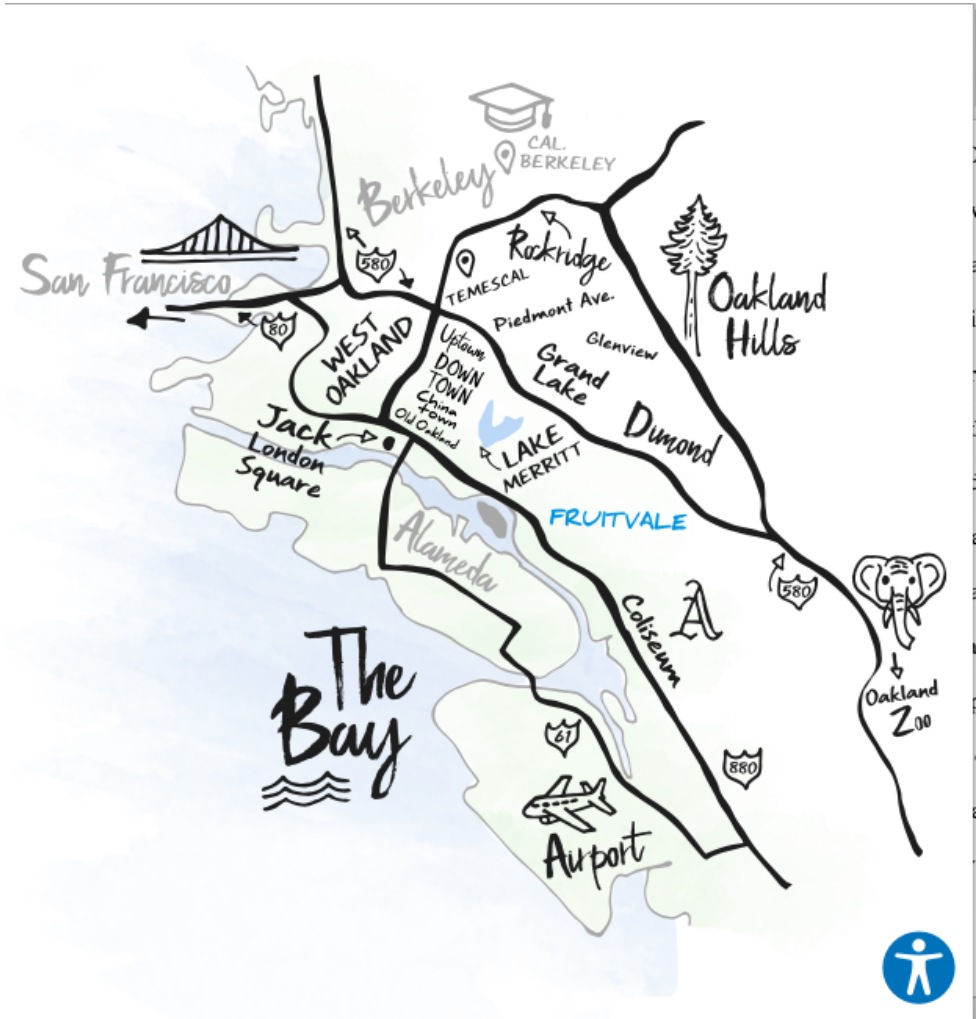 CAL.
BERKELEY
Berkeley
San Francisco
580
80
Rockridge
TEMESCAL
Piedmont Ave.
Glenview
Oakland
Hills
WEST
OAKLAND
Uptown
DOWN
TOWN
China
town
Old Oakland
Grand
Lake
Dimond
Jack
London
Square
LAKE
MERRITT
FRUITVALE
Alameda
580
A
Coliseum
The
Bay
Oakland
Zoo
61
880
Airport